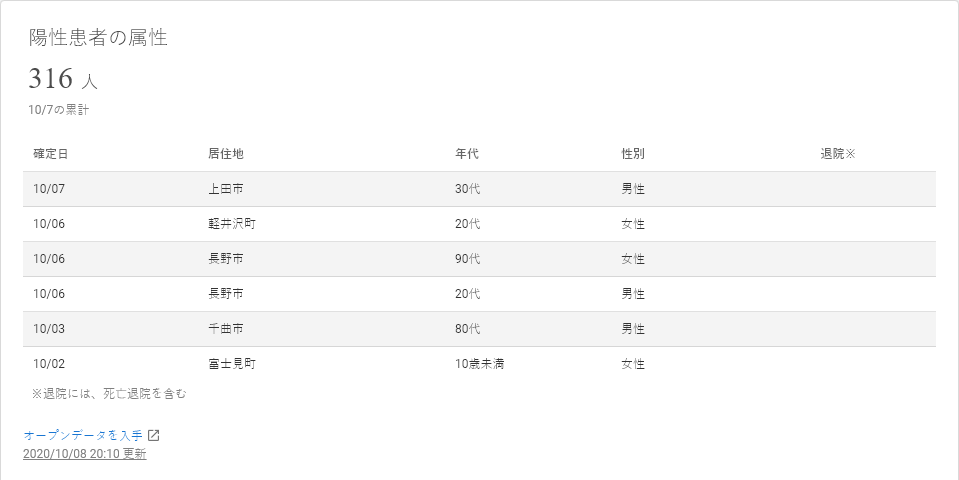 陽性患者の属性
316 人
10/7の累計
確定日 居住地 年代 性別 退院※
10/07 上田市 30代 男性
10/06 軽井沢町 20代 女性
10/06 長野市 90代 女性
10/06 長野市 20代 男性
10/03 千曲市 80代 男性
10/02 富士見町 10歳未満 女性
※退院には、死亡退院を含む
オープンデータを入手
2020/10/08 20:10 更新